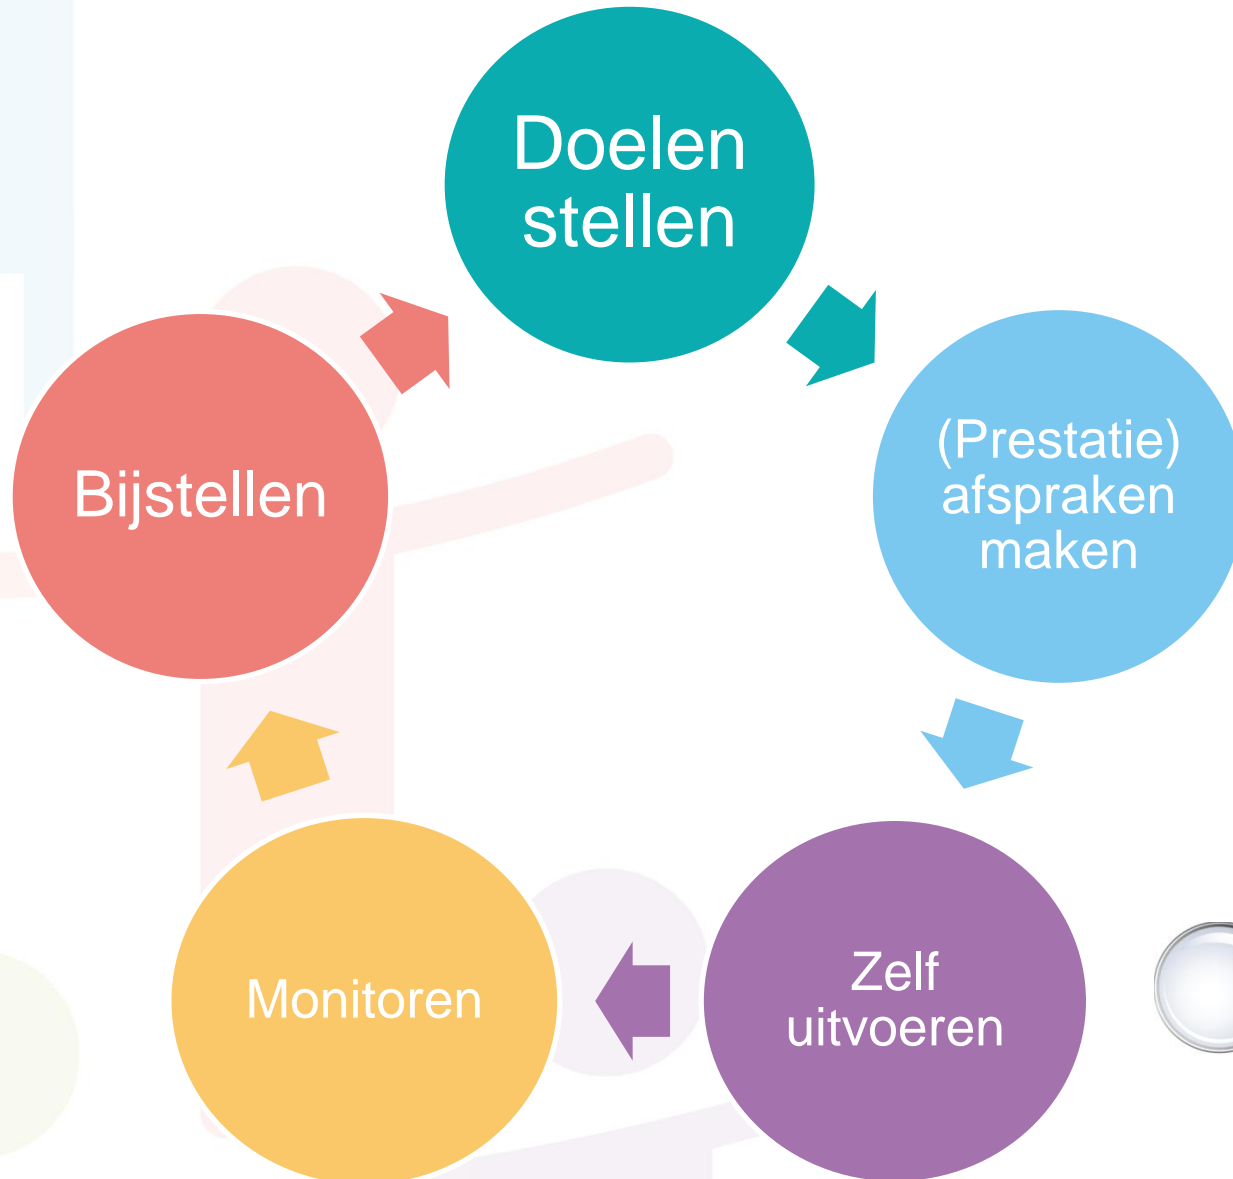 Doelen
stellen
(Prestatie)
afspraken
maken
Zelf
uitvoeren
Monitoren
Bijstellen